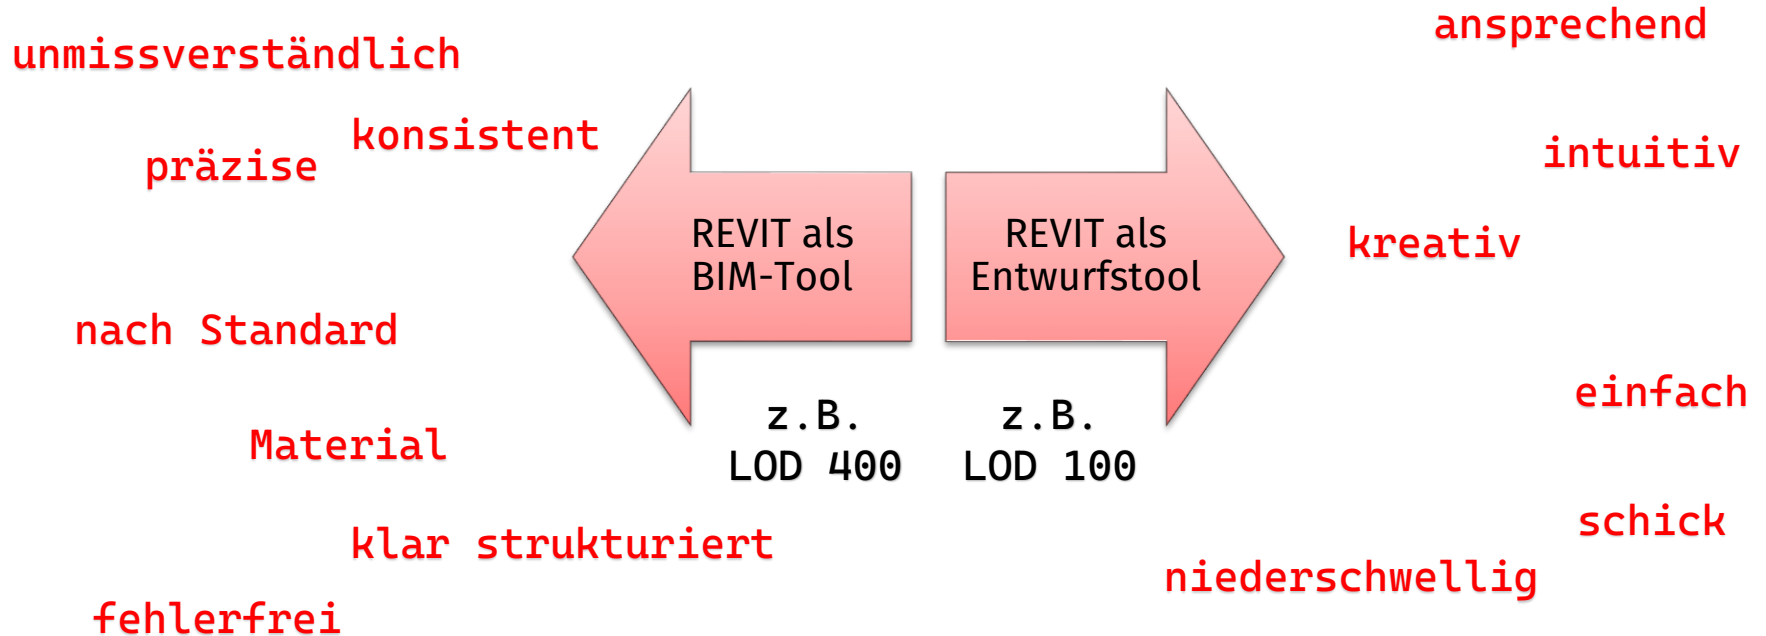 unmissverständlich
konsistent
präzise
nach Standard
Material
klar strukturiert
fehlerfrei
REVIT als
BIM-Tool
z.B.
LOD 400
REVIT als
Entwurfstool
z.B.
LOD 100
ansprechend
intuitiv
kreativ
einfach
schick
niederschwellig